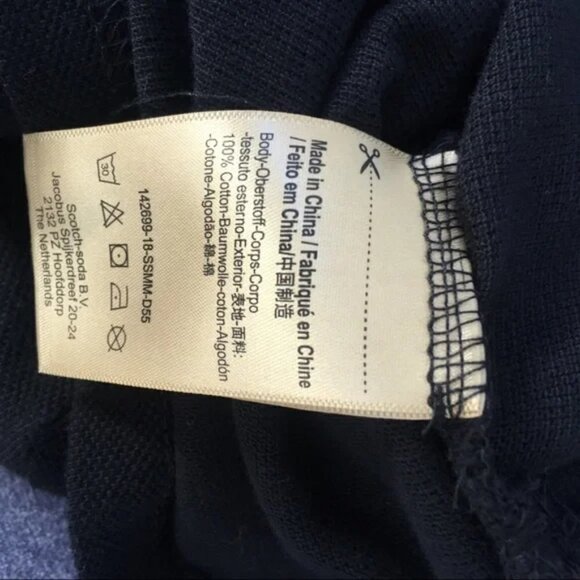 Made in China / Fabriqué en Chine
/ Feito em China/中国制造
Body-Oberstoff-Corps-Corpo
-tessuto esterno-Exterior-表地-面料:
100% Cotton-Baumwolle-coton-Algodón
-Cotone-Algodão-綿-棉
142699-18-SSMM-D55
30
Scotch-soda B.V.
Jacobus Spijkerdreef 20-24
2132 PZ Hoofddorp
The Netherlands